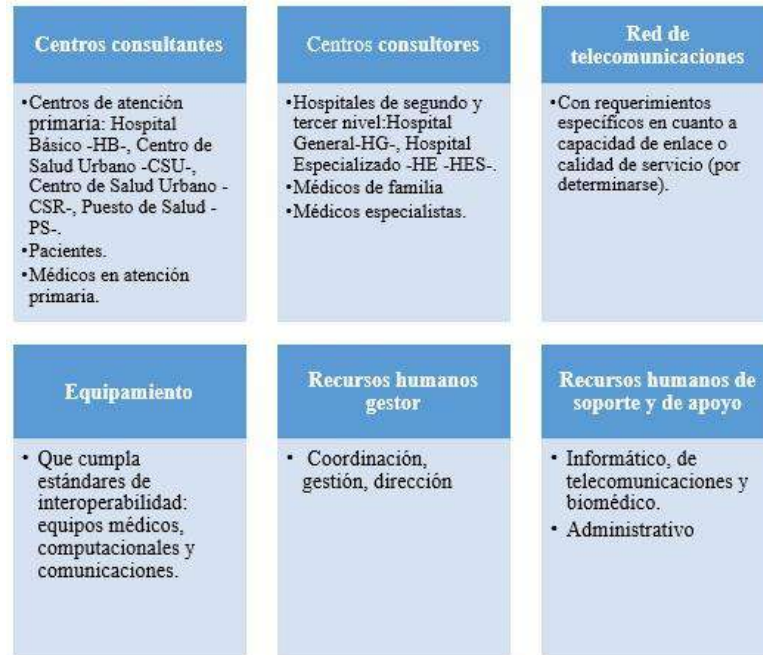 Centros consultantes
•Centros de atención
primaria: Hospital
Básico -HB-, Centro de
Salud Urbano -CSU-,
Centro de Salud Urbano -
CSR-, Puesto de Salud -
PS-.
•Pacientes.
•Médicos en atención
primaria.
Centros consultores
•Hospitales de segundo y
tercer nivel:Hospital
General-HG-, Hospital
Especializado -HE -HES-.
•Médicos de familia
•Médicos especialistas.
Red de
telecomunicaciones
•Con requerimientos
específicos en cuanto a
capacidad de enlace o
calidad de servicio (por
determinarse).
Equipamiento
• Que cumpla
estándares de
interoperabilidad:
equipos médicos,
computacionales y
comunicaciones.
Recursos humanos
gestor
• Coordinación,
gestión, dirección
Recursos humanos de
soporte y de apoyo
• Informático, de
telecomunicaciones y
biomédico.
• Administrativo